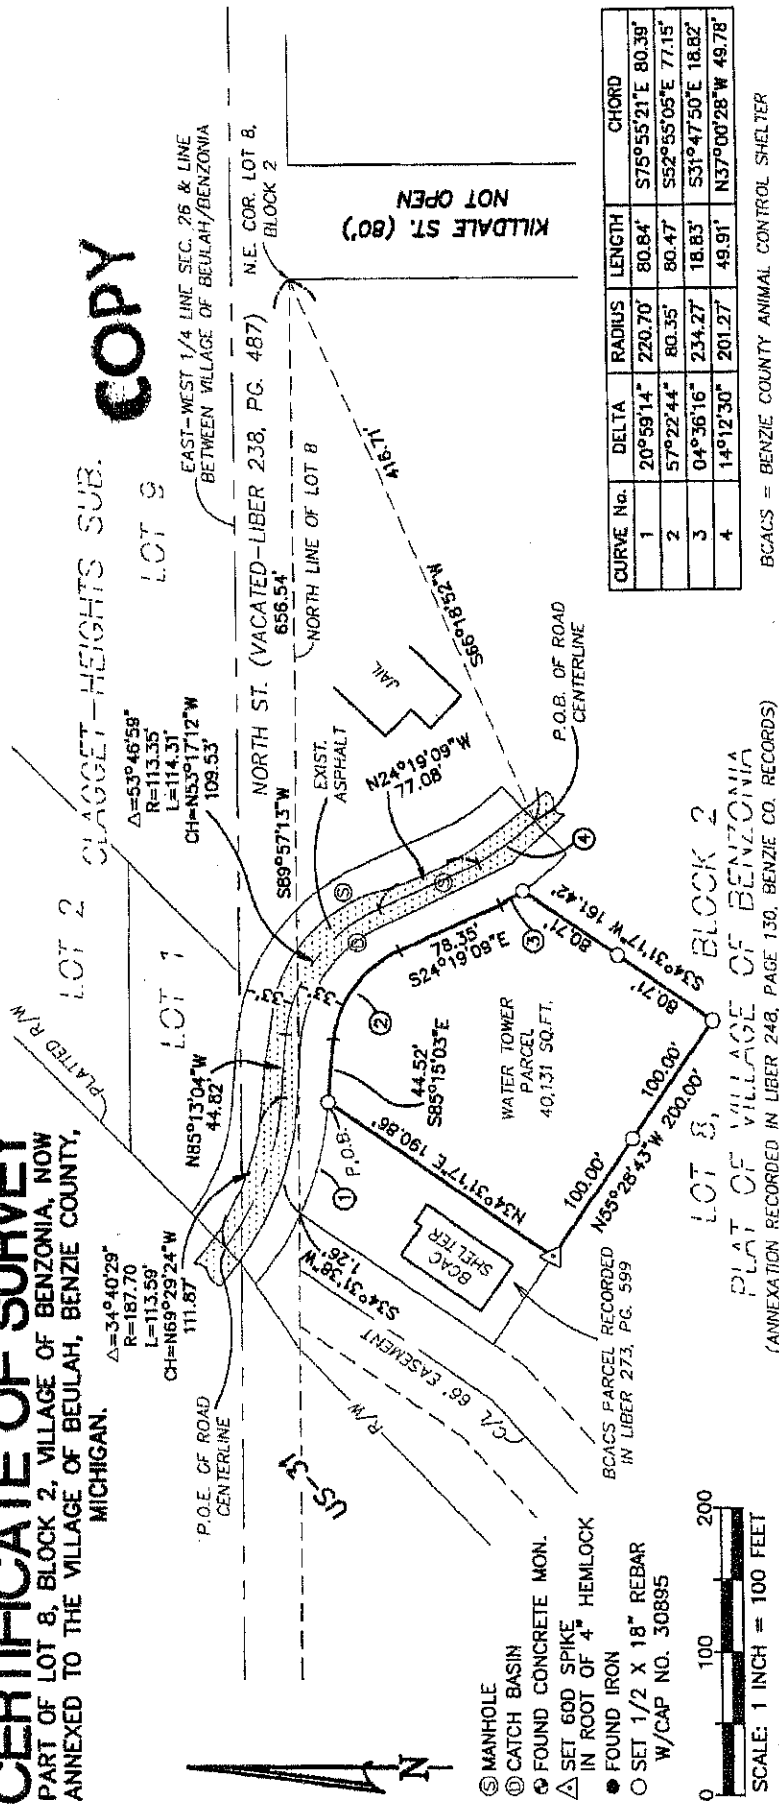 CERTIFICATE OF SURVEY
PART OF LOT 8, BLOCK 2, VILLAGE OF BENZONIA, NOW
ANNEXED TO THE VILLAGE OF BEULAH, BENZIE COUNTY,
MICHIGAN.
COPY
CLAGGET-HEIGHTS SUB.
LOT 2
LOT 1
LOT 9
PLATTED R/W
EAST-WEST 1/4 LINE SEC. 26 & LINE
BETWEEN VILLAGE OF BEULAH/BENZONIA
N.E. COR. LOT 8,
BLOCK 2
KILLDALE ST. (80')
NOT OPEN
NORTH ST. (VACATED-LIBER 238, PG. 487)
S89°57'13"W
656.54'
NORTH LINE OF LOT 8
Δ=34°40'29"
R=187.70
L=113.59'
CH=N69°29'24"W
111.87'
N85°13'04"W
44.82'
Δ=53°46'59"
R=113.35'
L=114.31'
CH=N53°17'12"W
109.53'
EXIST.
ASPHALT
N24°19'09"W
77.08'
JAIL
S66°18'52"W
416.71'
P.O.B. OF ROAD
CENTERLINE
P.O.E. OF ROAD
CENTERLINE
US-31
R/W
C/L 66' EASEMENT
S34°31'38"W
1.26'
33'
33'
P.O.B.
1
2
3
4
S
S
D
44.52'
S85°15'03"E
78.35'
S24°19'09"E
N34°31'17"E 190.86'
WATER TOWER
PARCEL
40,131 SQ.FT.
80.71'
80.71'
S34°31'17"W 161.42'
100.00'
100.00'
N55°28'43"W 200.00'
BCAC
SHELTER
BCACS PARCEL RECORDED
IN LIBER 273, PG. 599
LOT 8, BLOCK 2
PLAT OF VILLAGE OF BENZONIA
(ANNEXATION RECORDED IN LIBER 248, PAGE 130, BENZIE CO. RECORDS)
CURVE No. DELTA RADIUS LENGTH CHORD
1 20°59'14" 220.70' 80.84' S75°55'21"E 80.39'
2 57°22'44" 80.35' 80.47' S52°55'05"E 77.15'
3 04°36'16" 234.27' 18.83' S31°47'50"E 18.82'
4 14°12'30" 201.27' 49.91' N37°00'28"W 49.78'
BCACS = BENZIE COUNTY ANIMAL CONTROL SHELTER
N
S MANHOLE
D CATCH BASIN
FOUND CONCRETE MON.
SET 60D SPIKE
IN ROOT OF 4" HEMLOCK
FOUND IRON
SET 1/2 X 18" REBAR
W/CAP NO. 30895
0 100 200
SCALE: 1 INCH = 100 FEET